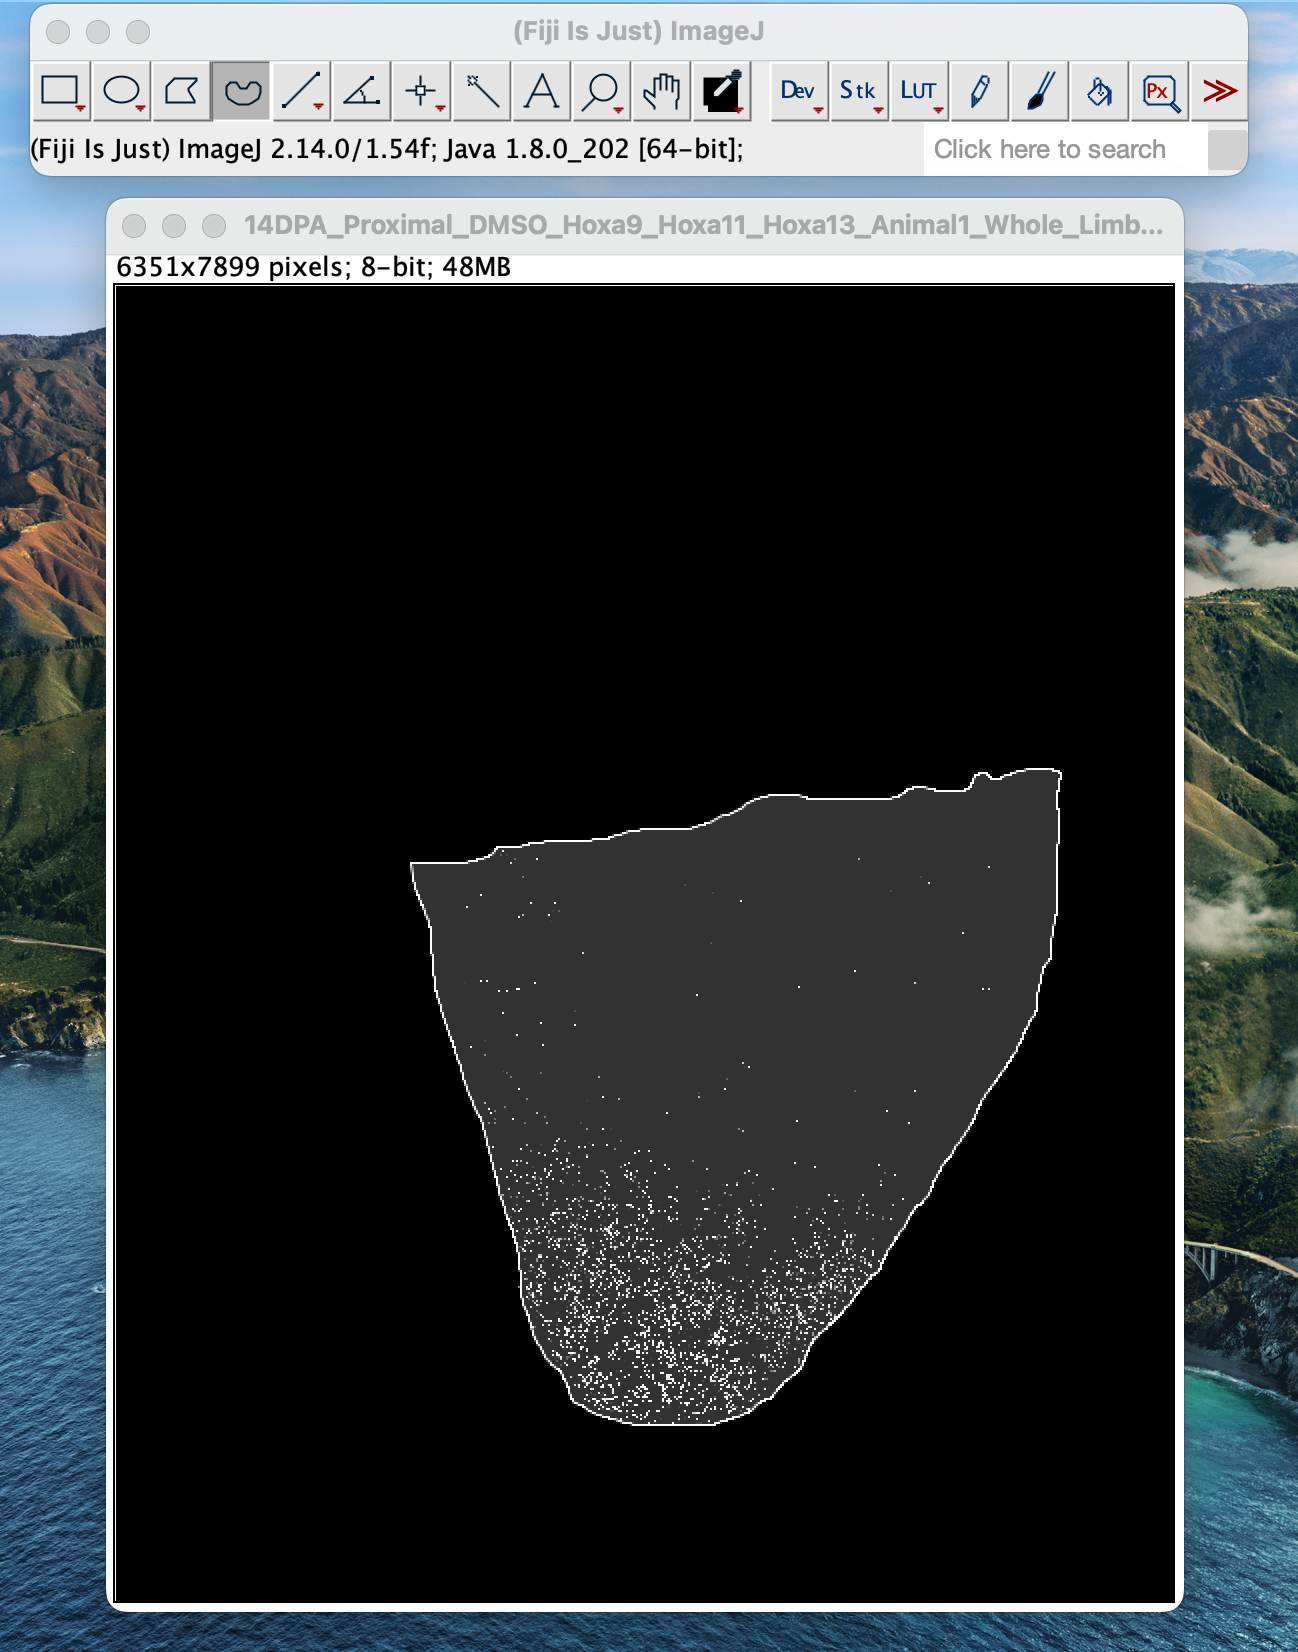 (Fiji Is Just) ImageJ
A Dev Stk LUT Px
(Fiji Is Just) ImageJ 2.14.0/1.54f; Java 1.8.0_202 [64-bit]; Click here to search
14DPA_Proximal_DMSO_Hoxa9_Hoxa11_Hoxa13_Animal1_Whole_Limb...
6351x7899 pixels; 8-bit; 48MB